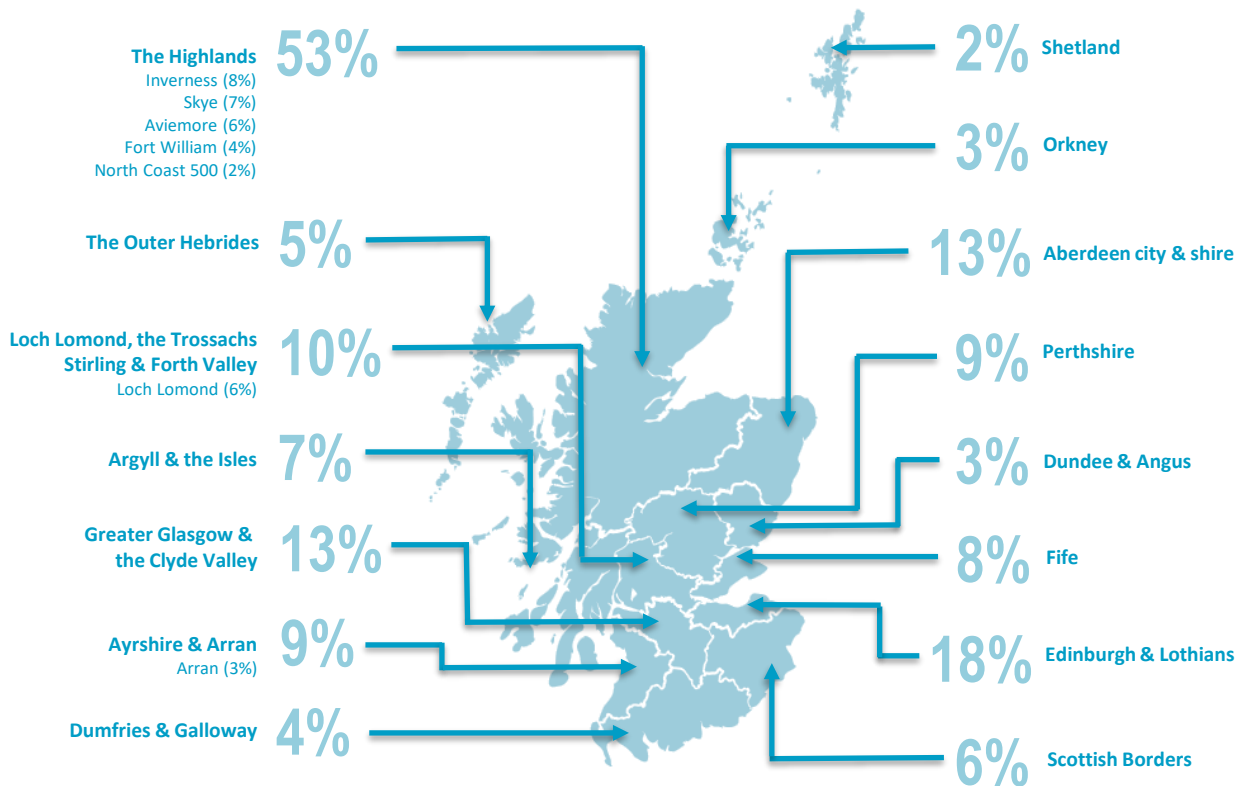 The Highlands
53%
Inverness (8%)
Skye (7%)
Aviemore (6%)
Fort William (4%)
North Coast 500 (2%)
The Outer Hebrides
5%
Loch Lomond, the Trossachs
Stirling & Forth Valley
10%
Loch Lomond (6%)
Argyll & the Isles
7%
Greater Glasgow &
the Clyde Valley
13%
Ayrshire & Arran
9%
Arran (3%)
Dumfries & Galloway
4%
2%
Shetland
3%
Orkney
13%
Aberdeen city & shire
9%
Perthshire
3%
Dundee & Angus
8%
Fife
18%
Edinburgh & Lothians
6%
Scottish Borders